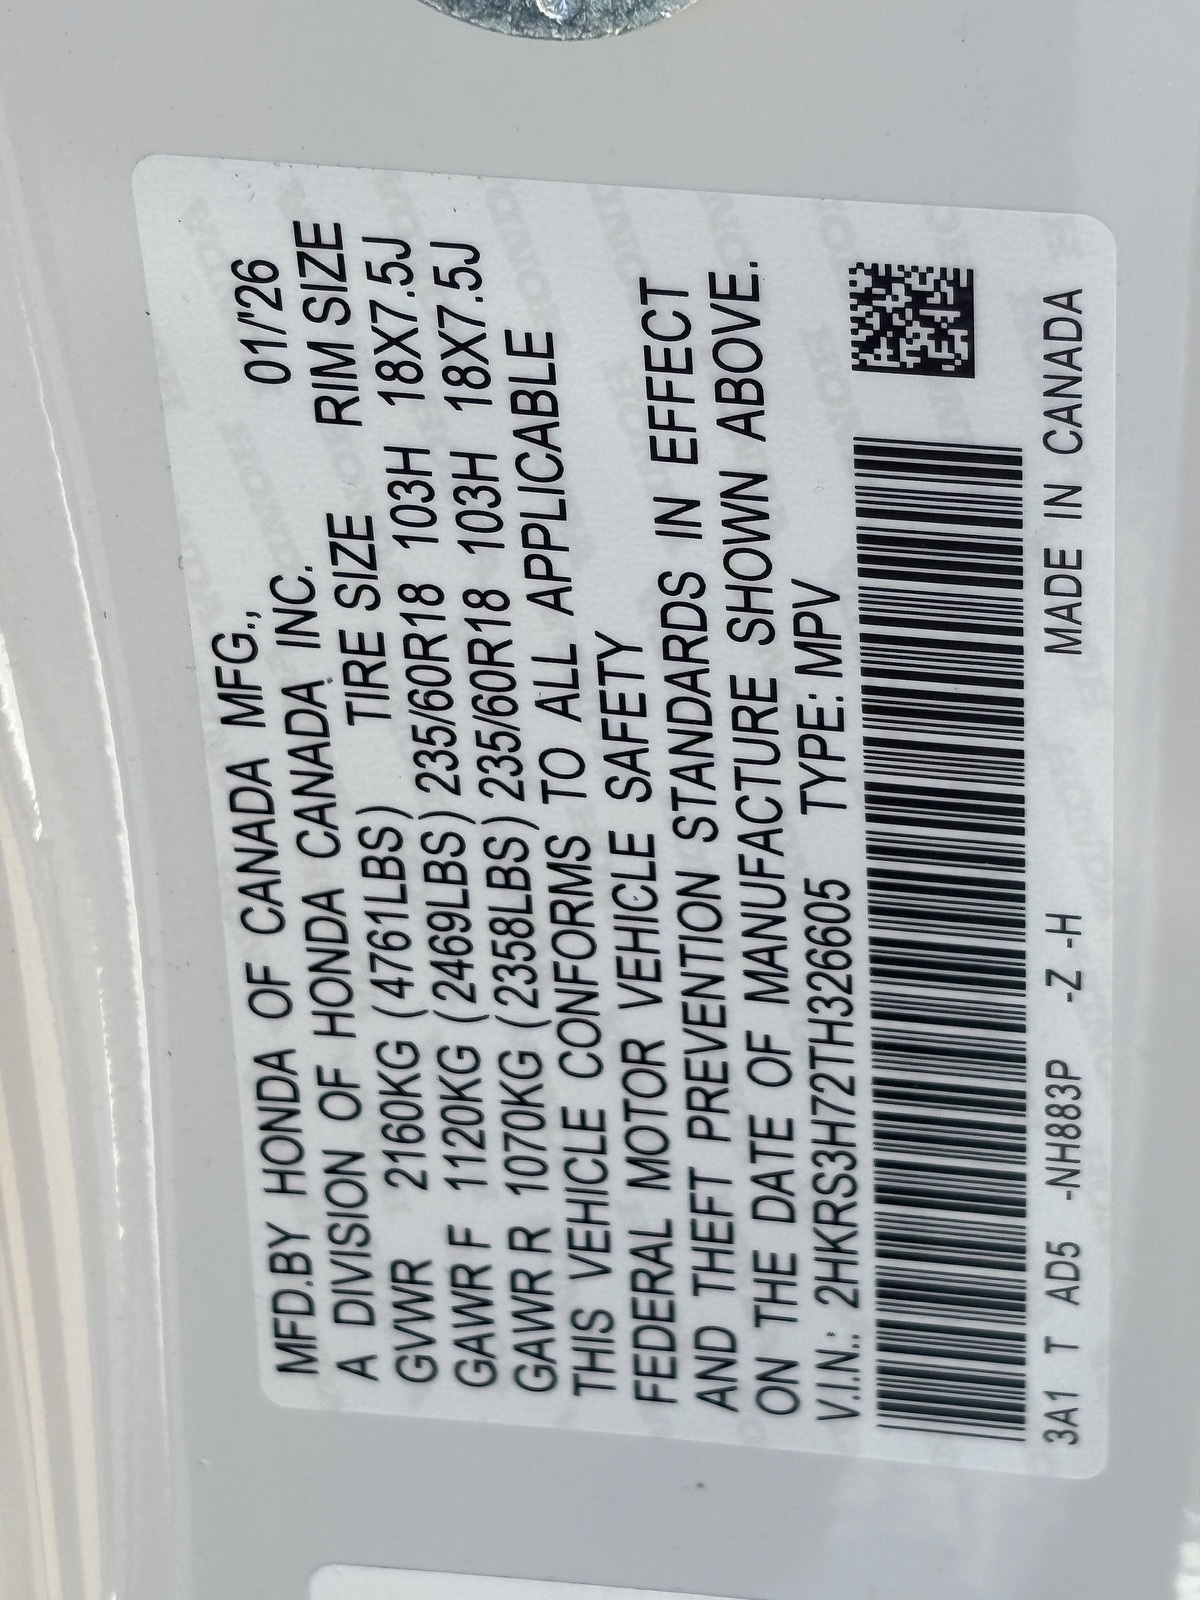 MFD.BY HONDA OF CANADA MFG., 01/'26
A DIVISION OF HONDA CANADA INC.
TIRE SIZE RIM SIZE
GVWR 2160KG (4761LBS)
GAWR F 1120KG (2469LBS) 235/60R18 103H 18X7.5J
GAWR R 1070KG (2358LBS) 235/60R18 103H 18X7.5J
THIS VEHICLE CONFORMS TO ALL APPLICABLE
FEDERAL MOTOR VEHICLE SAFETY
AND THEFT PREVENTION STANDARDS IN EFFECT
ON THE DATE OF MANUFACTURE SHOWN ABOVE.
V.I.N.: 2HKRS3H72TH326605 TYPE: MPV
3A1 T AD5 -NH883P -Z -H MADE IN CANADA